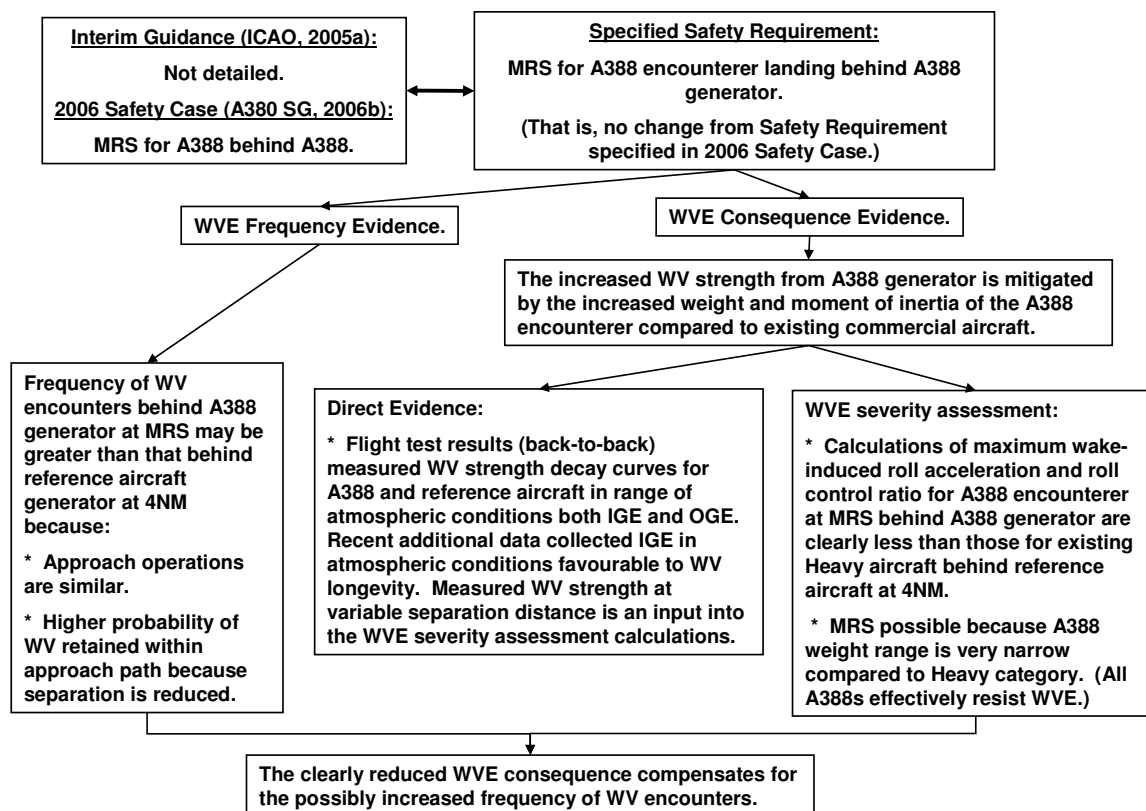 Interim Guidance (ICAO, 2005a):
Not detailed.
2006 Safety Case (A380 SG, 2006b):
MRS for A388 behind A388.
Specified Safety Requirement:
MRS for A388 encounterer landing behind A388
generator.
(That is, no change from Safety Requirement
specified in 2006 Safety Case.)
WVE Frequency Evidence.
WVE Consequence Evidence.
The increased WV strength from A388 generator is mitigated
by the increased weight and moment of inertia of the A388
encounterer compared to existing commercial aircraft.
Frequency of WV
encounters behind A388
generator at MRS may be
greater than that behind
reference aircraft
generator at 4NM
because:
* Approach operations
are similar.
* Higher probability of
WV retained within
approach path because
separation is reduced.
Direct Evidence:
* Flight test results (back-to-back)
measured WV strength decay curves for
A388 and reference aircraft in range of
atmospheric conditions both IGE and OGE.
Recent additional data collected IGE in
atmospheric conditions favourable to WV
longevity. Measured WV strength at
variable separation distance is an input into
the WVE severity assessment calculations.
WVE severity assessment:
* Calculations of maximum wake-
induced roll acceleration and roll
control ratio for A388 encounterer
at MRS behind A388 generator are
clearly less than those for existing
Heavy aircraft behind reference
aircraft at 4NM.
* MRS possible because A388
weight range is very narrow
compared to Heavy category. (All
A388s effectively resist WVE.)
The clearly reduced WVE consequence compensates for
the possibly increased frequency of WV encounters.